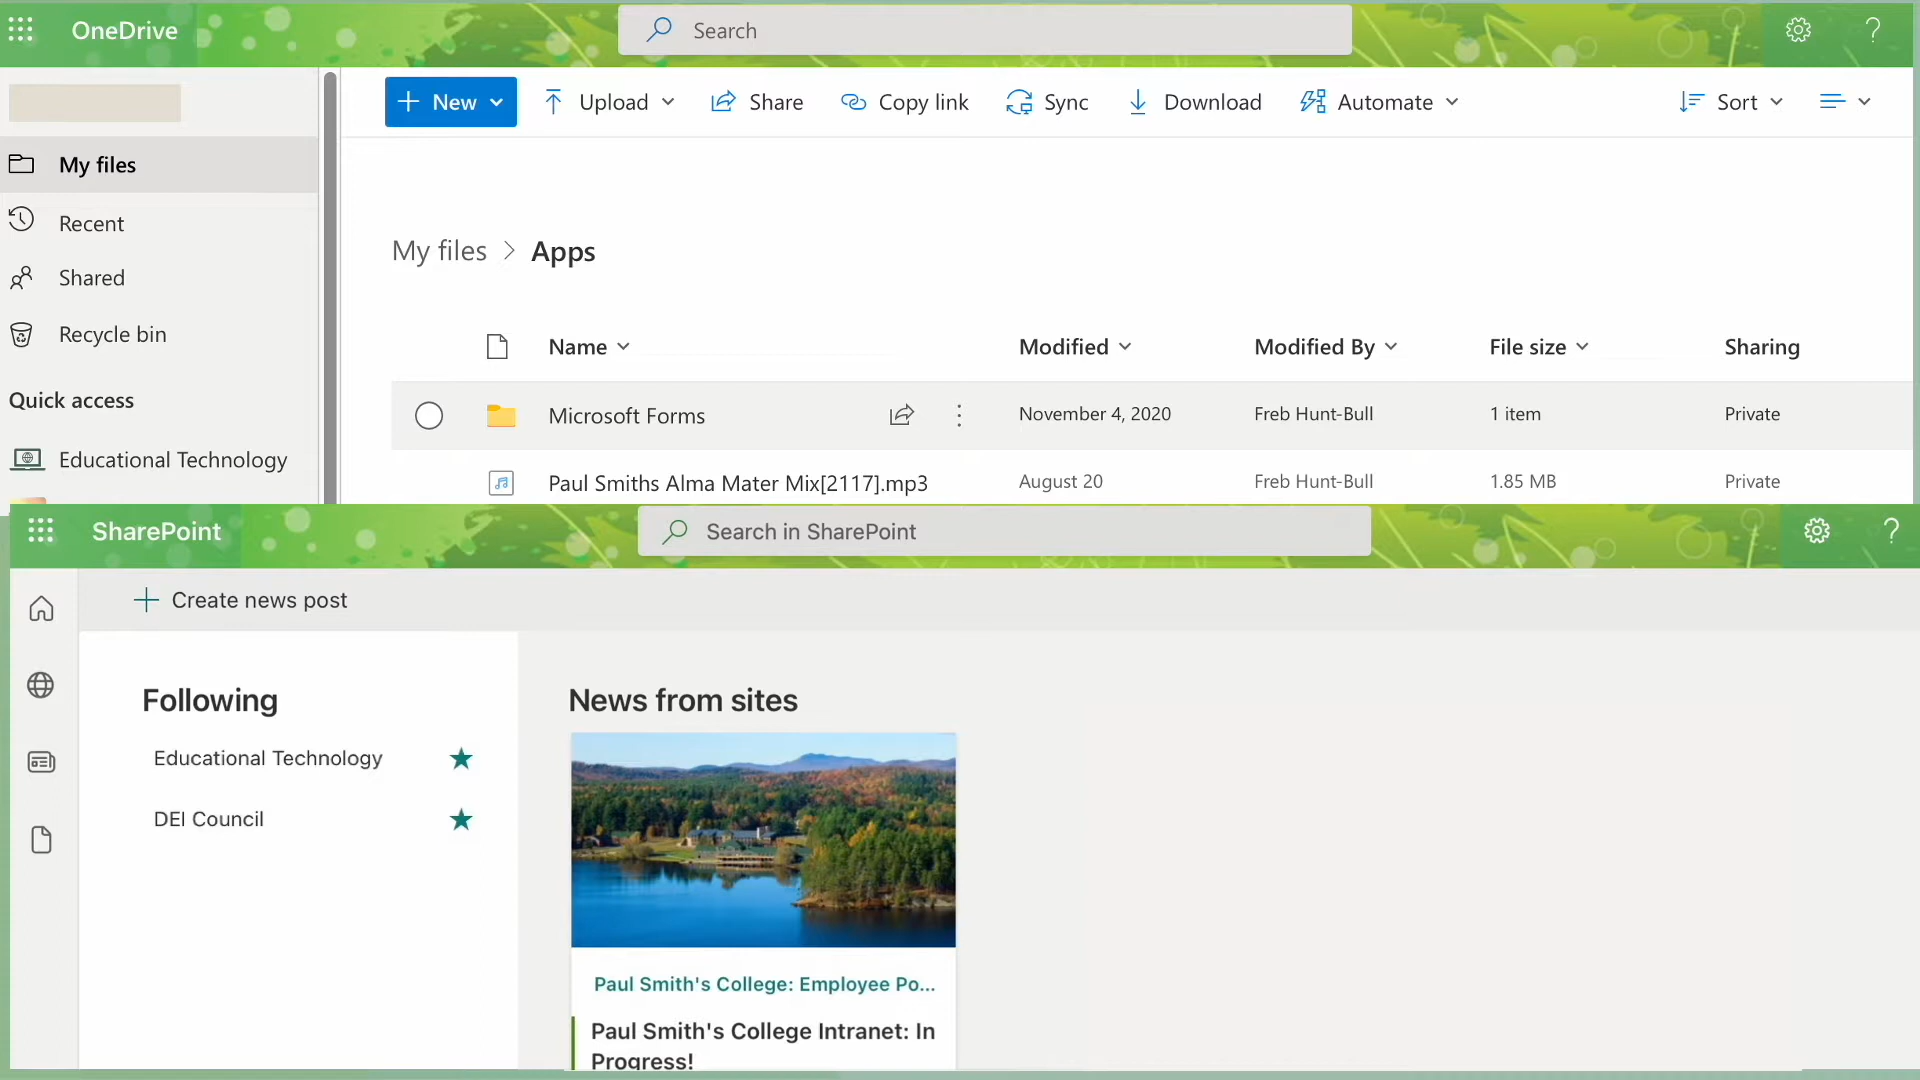 OneDrive
Search
?
New
Upload
Share
Copy link
Sync
Download
Automate
Sort
My files
Recent
Shared
Recycle bin
Quick access
Educational Technology
My files > Apps
Name
Modified
Modified By
File size
Sharing
Microsoft Forms
November 4, 2020
Freb Hunt-Bull
1 item
Private
Paul Smiths Alma Mater Mix[2117].mp3
August 20
Freb Hunt-Bull
1.85 MB
Private
SharePoint
Search in SharePoint
?
Create news post
Following
Educational Technology
DEI Council
News from sites
Paul Smith's College: Employee Po...
Paul Smith's College Intranet: In
Progress!